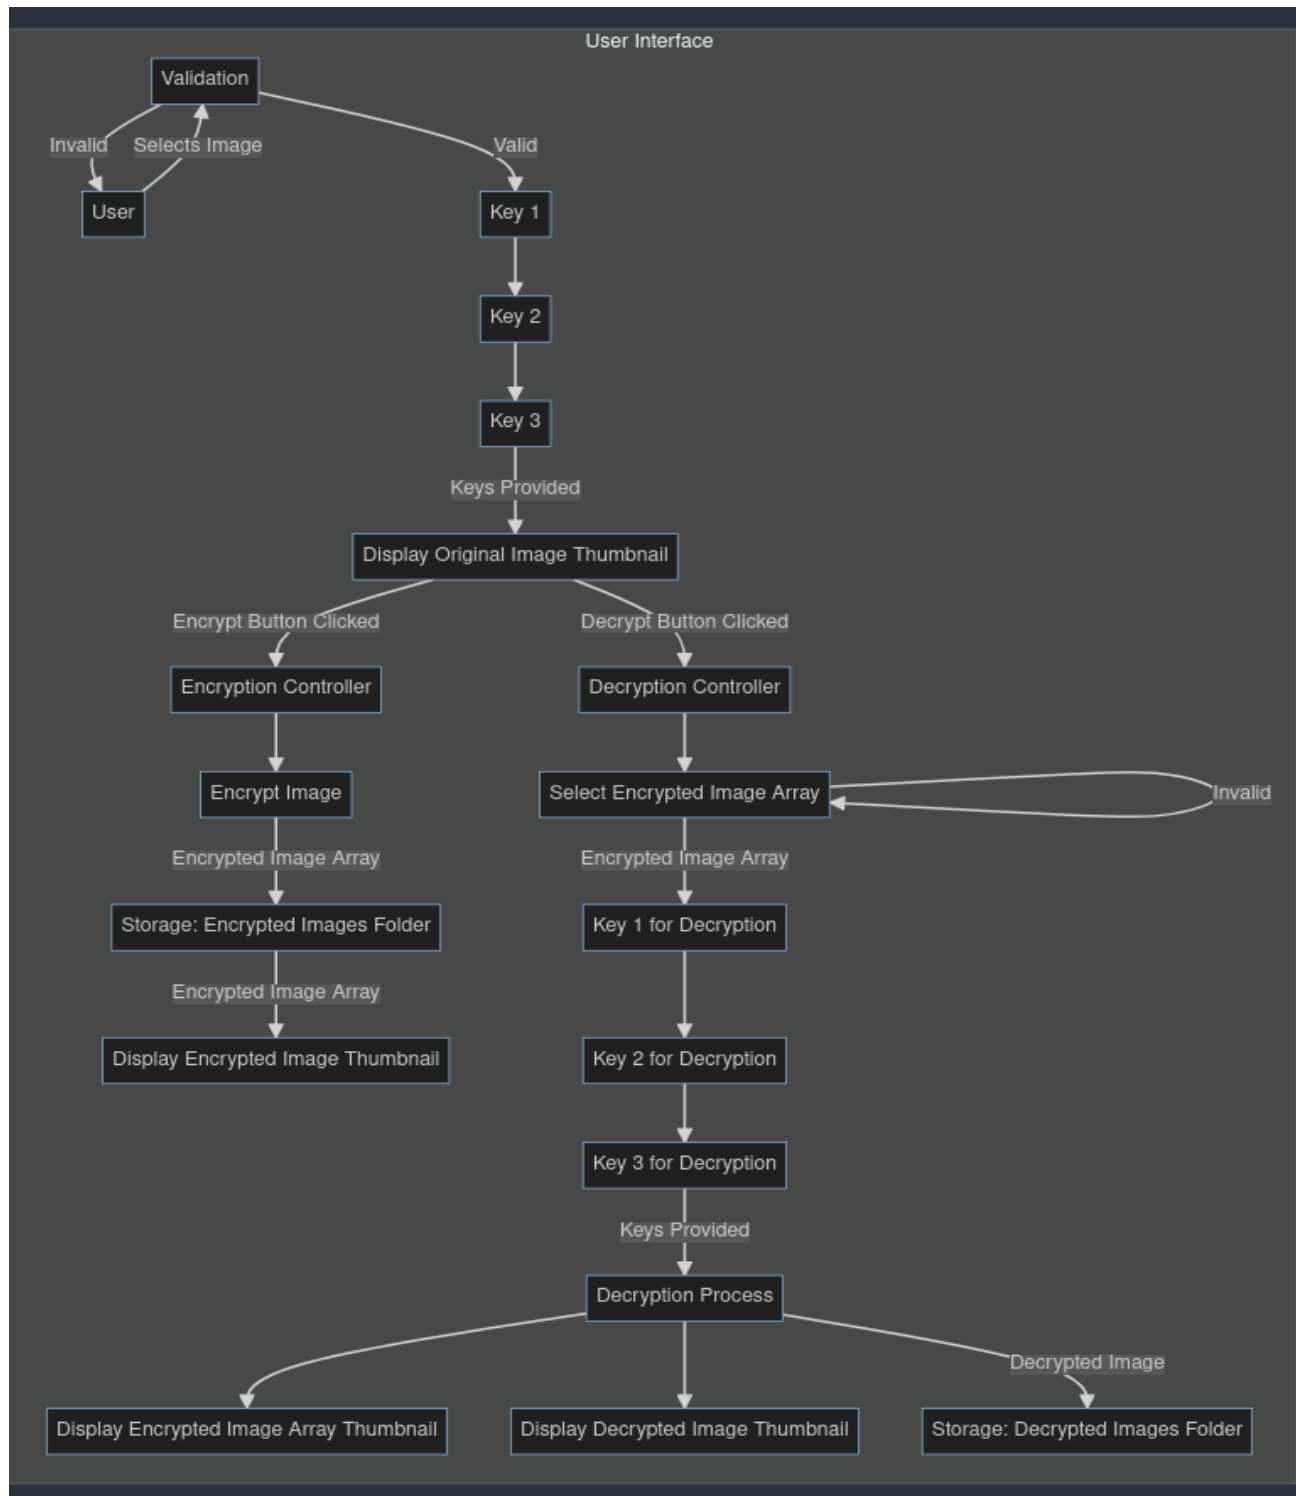 User Interface
Validation
Invalid
Selects Image
Valid
User
Key 1
Key 2
Key 3
Keys Provided
Display Original Image Thumbnail
Encrypt Button Clicked
Decrypt Button Clicked
Encryption Controller
Decryption Controller
Encrypt Image
Select Encrypted Image Array
Invalid
Encrypted Image Array
Encrypted Image Array
Storage: Encrypted Images Folder
Key 1 for Decryption
Encrypted Image Array
Display Encrypted Image Thumbnail
Key 2 for Decryption
Key 3 for Decryption
Keys Provided
Decryption Process
Decrypted Image
Display Encrypted Image Array Thumbnail
Display Decrypted Image Thumbnail
Storage: Decrypted Images Folder